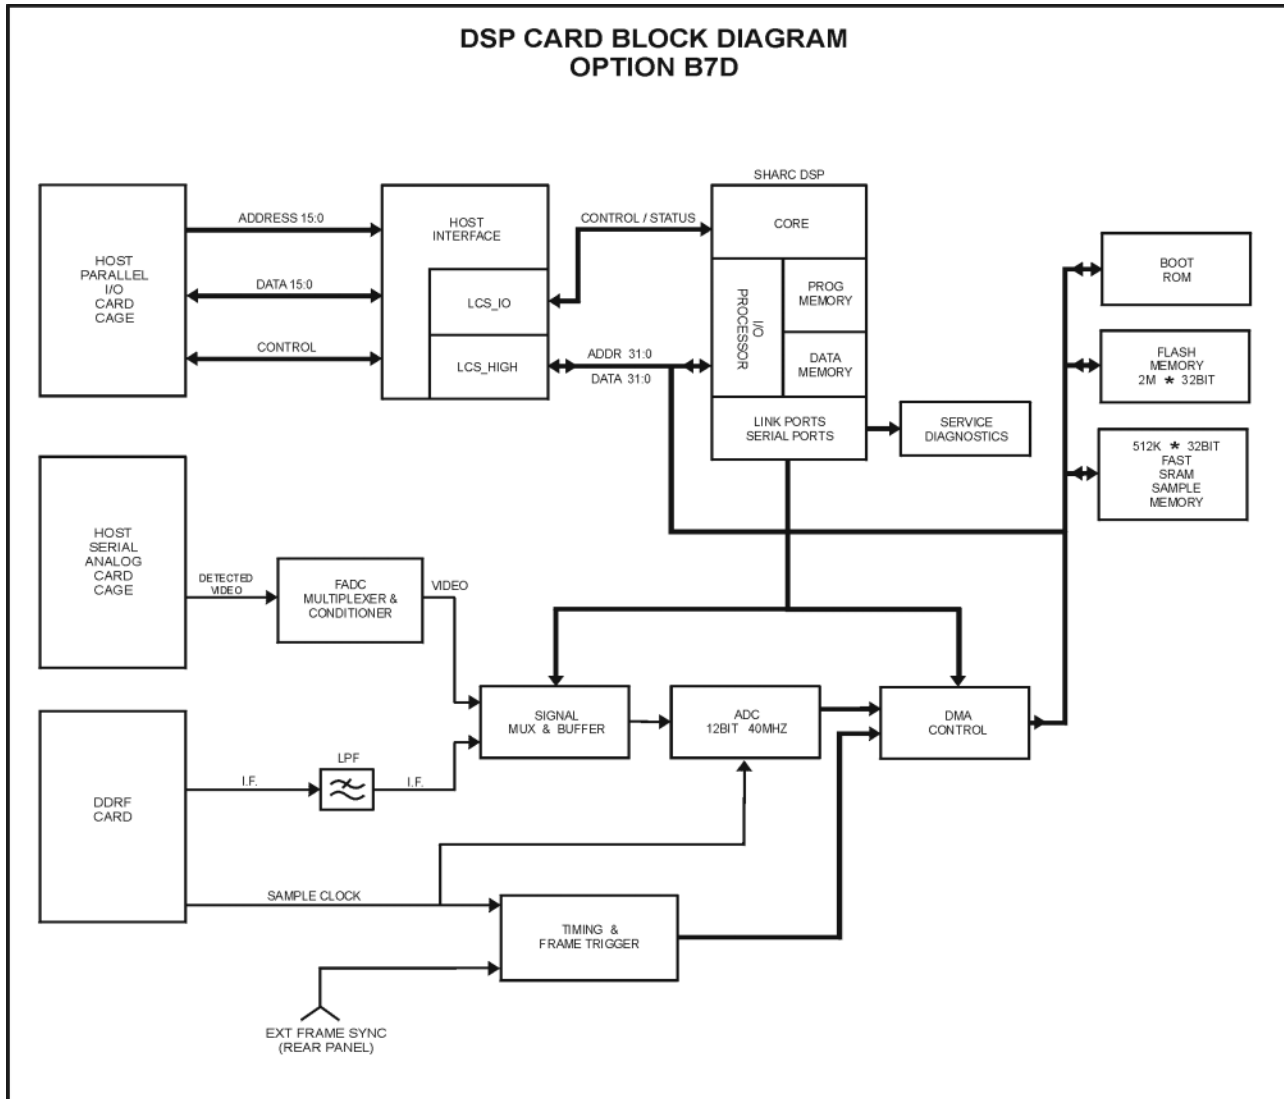 DSP CARD BLOCK DIAGRAM
OPTION B7D
SHARC DSP
HOST
PARALLEL
I/O
CARD
CAGE
ADDRESS 15:0
DATA 15:0
CONTROL
HOST
INTERFACE
LCS_IO
LCS_HIGH
CONTROL / STATUS
ADDR 31:0
DATA 31:0
CORE
I/O
PROCESSOR
PROG
MEMORY
DATA
MEMORY
LINK PORTS
SERIAL PORTS
SERVICE
DIAGNOSTICS
BOOT
ROM
FLASH
MEMORY
2M * 32BIT
512K * 32BIT
FAST
SRAM
SAMPLE
MEMORY
HOST
SERIAL
ANALOG
CARD
CAGE
DETECTED
VIDEO
FADC
MULTIPLEXER &
CONDITIONER
VIDEO
SIGNAL
MUX & BUFFER
ADC
12BIT 40MHZ
DMA
CONTROL
DDRF
CARD
I.F.
LPF
I.F.
SAMPLE CLOCK
TIMING &
FRAME TRIGGER
EXT FRAME SYNC
(REAR PANEL)